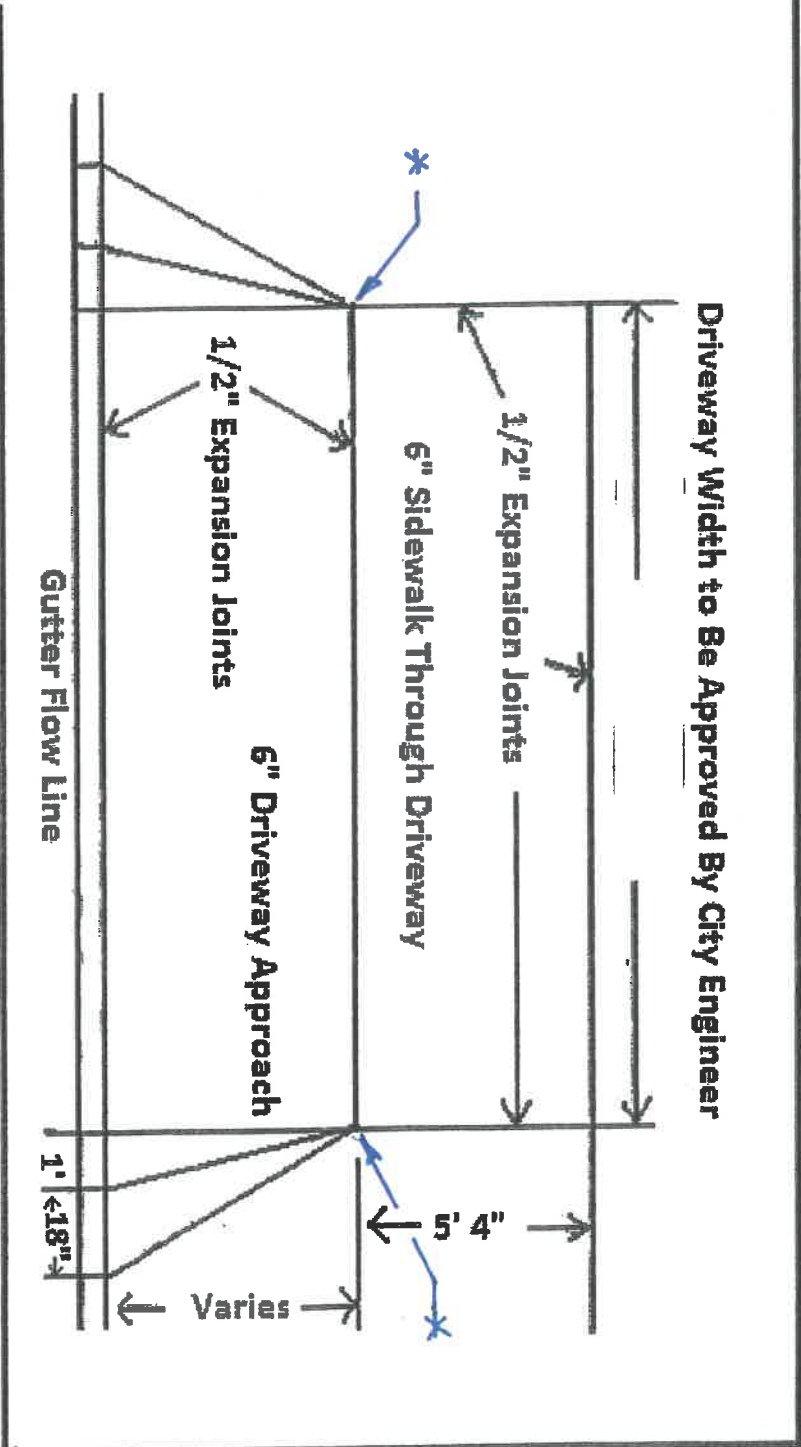 Driveway Width to Be Approved By City Engineer
1/2" Expansion Joints
6" Sidewalk Through Driveway
*
*
5' 4"
1/2" Expansion Joints
6" Driveway Approach
Varies
1' 18"
Gutter Flow Line